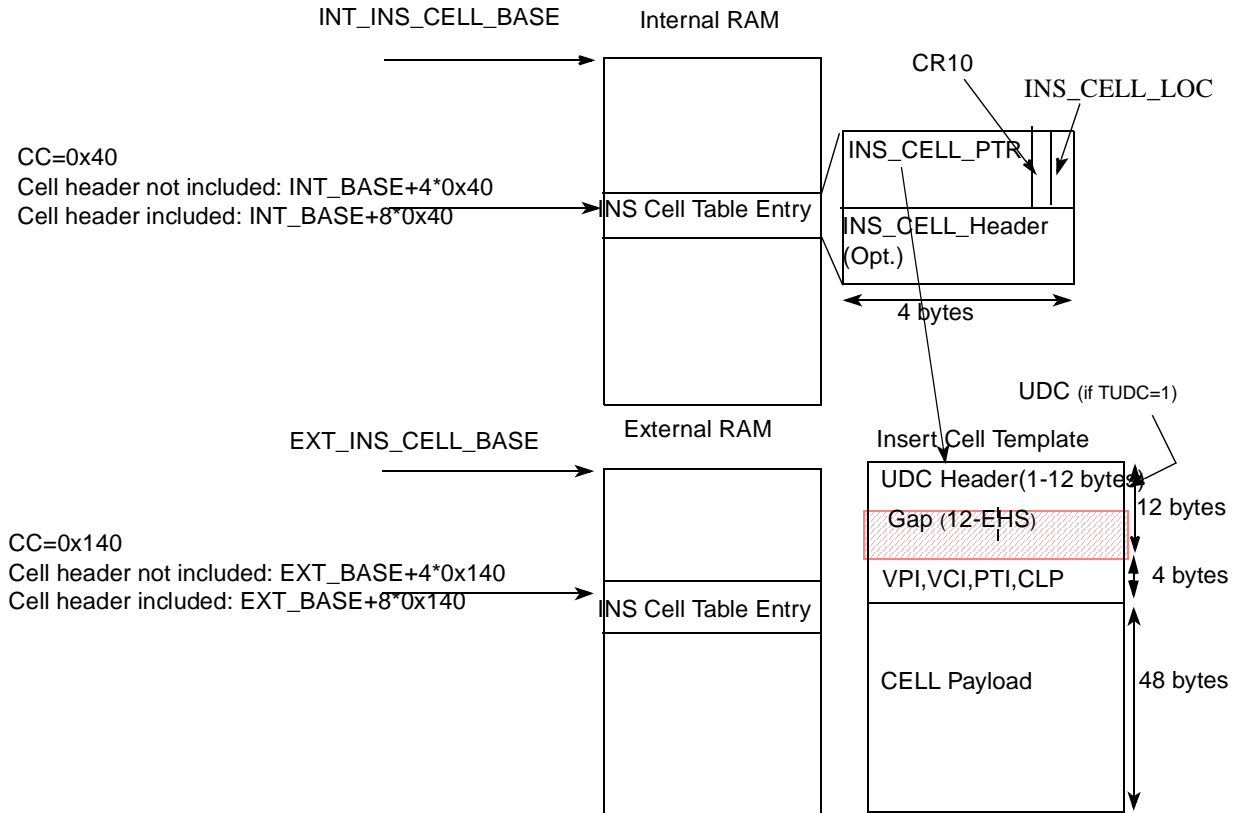 INT_INS_CELL_BASE
Internal RAM
CR10
INS_CELL_LOC
CC=0x40
Cell header not included: INT_BASE+4*0x40
Cell header included: INT_BASE+8*0x40
INS Cell Table Entry
INS_CELL_PTR
INS_CELL_Header
(Opt.)
4 bytes
UDC (if TUDC=1)
EXT_INS_CELL_BASE
External RAM
Insert Cell Template
UDC Header(1-12 bytes)
Gap (12-EHS)
12 bytes
CC=0x140
Cell header not included: EXT_BASE+4*0x140
Cell header included: EXT_BASE+8*0x140
INS Cell Table Entry
VPI,VCI,PTI,CLP
4 bytes
CELL Payload
48 bytes